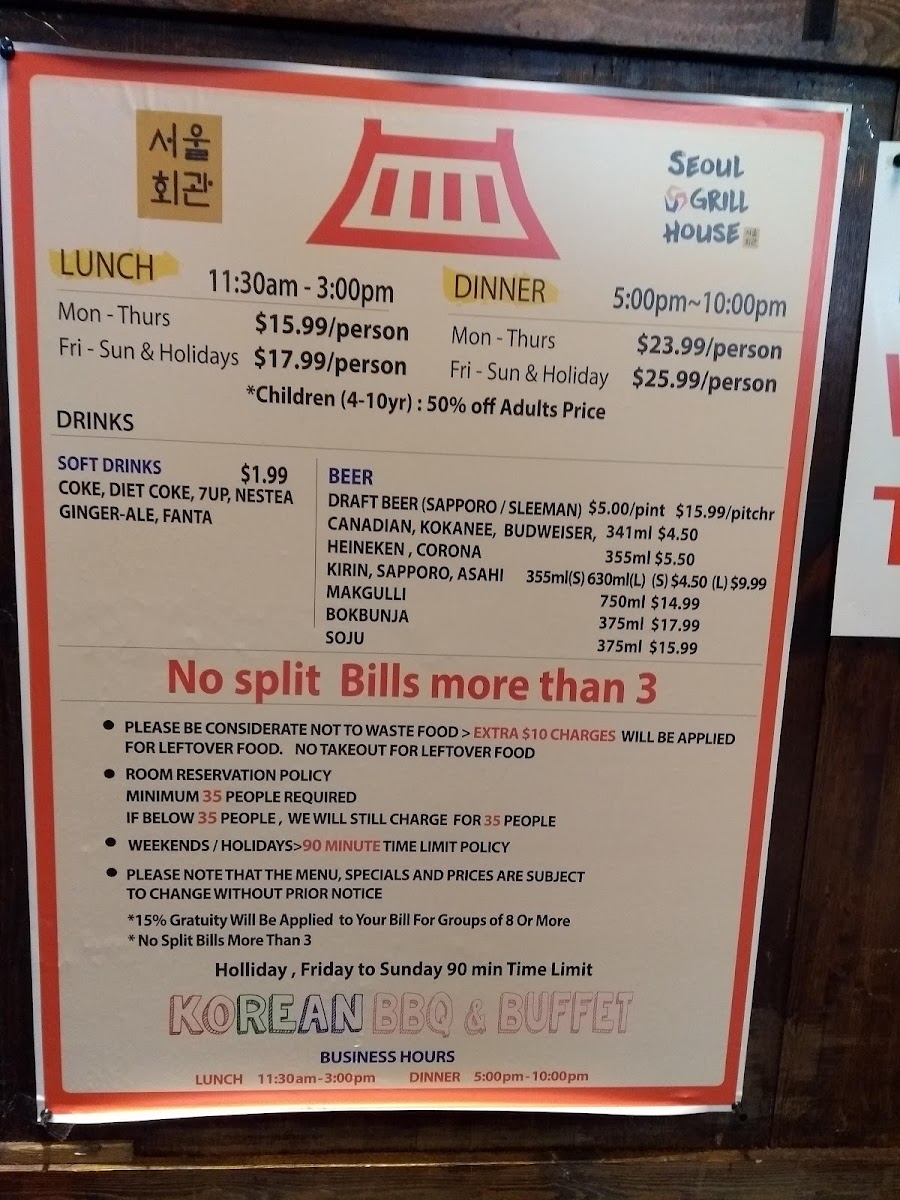 서울
회관
SEOUL
GRILL
HOUSE
LUNCH 11:30am - 3:00pm
Mon - Thurs $15.99/person
Fri - Sun & Holidays $17.99/person
DINNER 5:00pm~10:00pm
Mon - Thurs $23.99/person
Fri - Sun & Holiday $25.99/person
*Children (4-10yr) : 50% off Adults Price
DRINKS
SOFT DRINKS $1.99
COKE, DIET COKE, 7UP, NESTEA
GINGER-ALE, FANTA
BEER
DRAFT BEER (SAPPORO / SLEEMAN) $5.00/pint $15.99/pitchr
CANADIAN, KOKANEE, BUDWEISER, 341ml $4.50
HEINEKEN , CORONA 355ml $5.50
KIRIN, SAPPORO, ASAHI 355ml(S) 630ml(L) (S) $4.50 (L) $9.99
MAKGULLI 750ml $14.99
BOKBUNJA 375ml $17.99
SOJU 375ml $15.99
No split Bills more than 3
• PLEASE BE CONSIDERATE NOT TO WASTE FOOD > EXTRA $10 CHARGES WILL BE APPLIED
FOR LEFTOVER FOOD. NO TAKEOUT FOR LEFTOVER FOOD
• ROOM RESERVATION POLICY
MINIMUM 35 PEOPLE REQUIRED
IF BELOW 35 PEOPLE , WE WILL STILL CHARGE FOR 35 PEOPLE
• WEEKENDS / HOLIDAYS>90 MINUTE TIME LIMIT POLICY
• PLEASE NOTE THAT THE MENU, SPECIALS AND PRICES ARE SUBJECT
TO CHANGE WITHOUT PRIOR NOTICE
*15% Gratuity Will Be Applied to Your Bill For Groups of 8 Or More
* No Split Bills More Than 3
Holliday , Friday to Sunday 90 min Time Limit
KOREAN BBQ & BUFFET
BUSINESS HOURS
LUNCH 11:30am-3:00pm DINNER 5:00pm-10:00pm